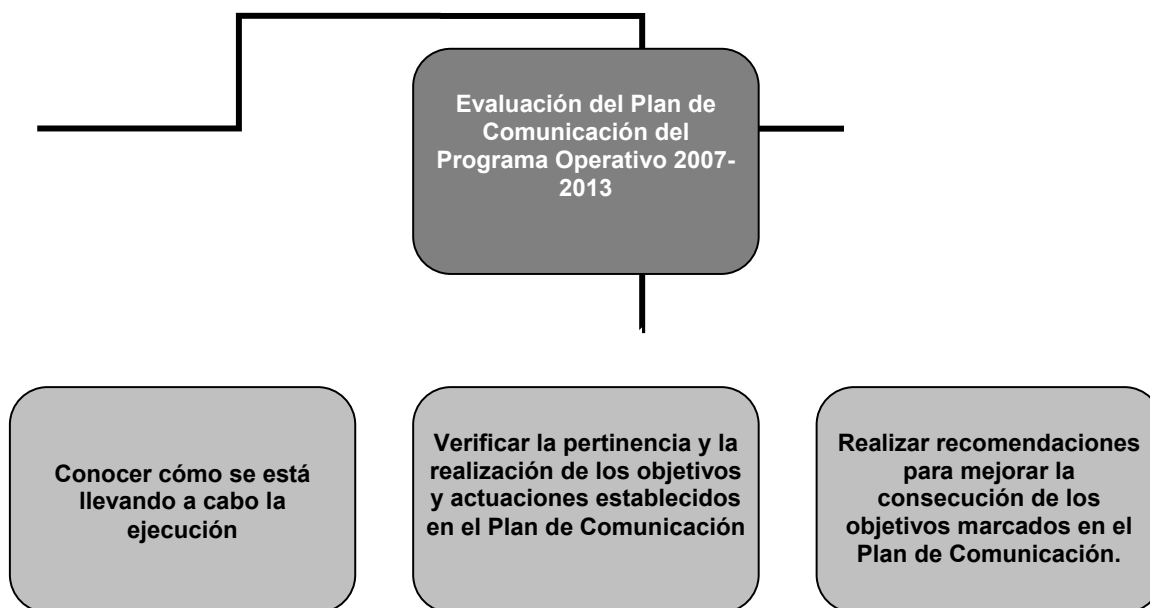 Evaluación del Plan de
Comunicación del
Programa Operativo 2007-
2013
Conocer cómo se está
llevando a cabo la
ejecución
Verificar la pertinencia y la
realización de los objetivos
y actuaciones establecidos
en el Plan de Comunicación
Realizar recomendaciones
para mejorar la
consecución de los
objetivos marcados en el
Plan de Comunicación.